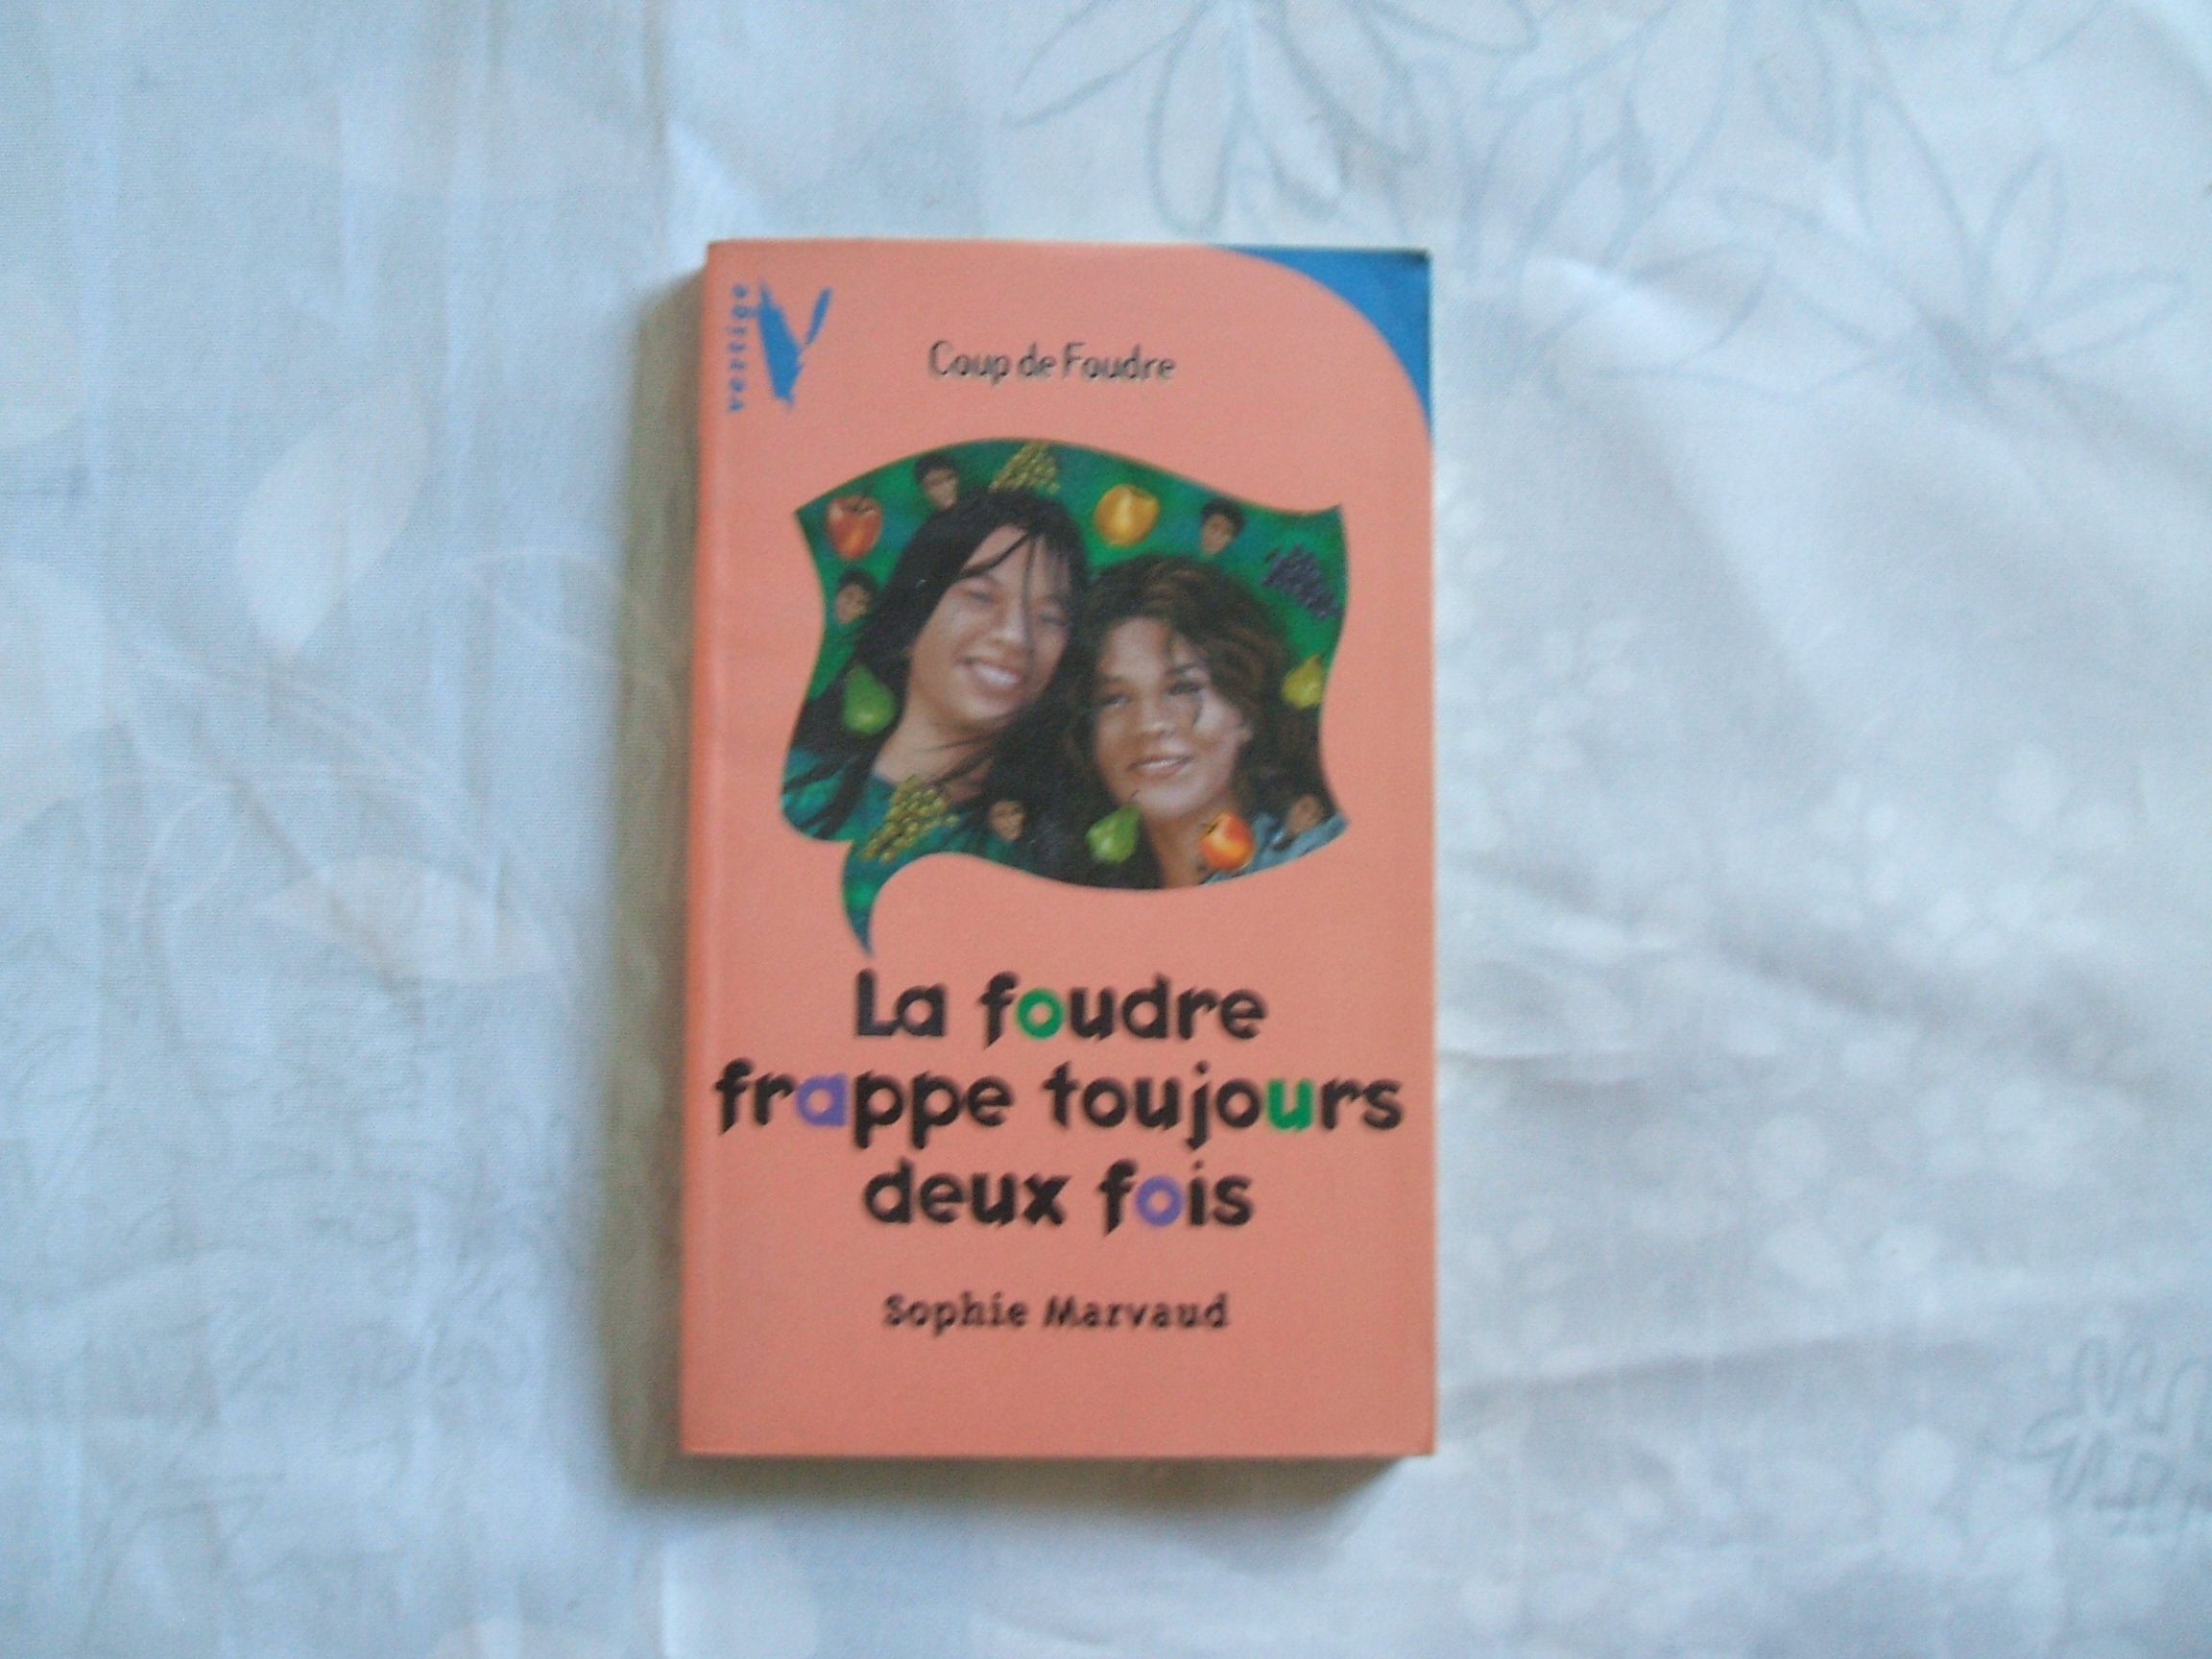 vertige
Coup de Foudre
La foudre
frappe toujours
deux fois
Sophie Marvaud